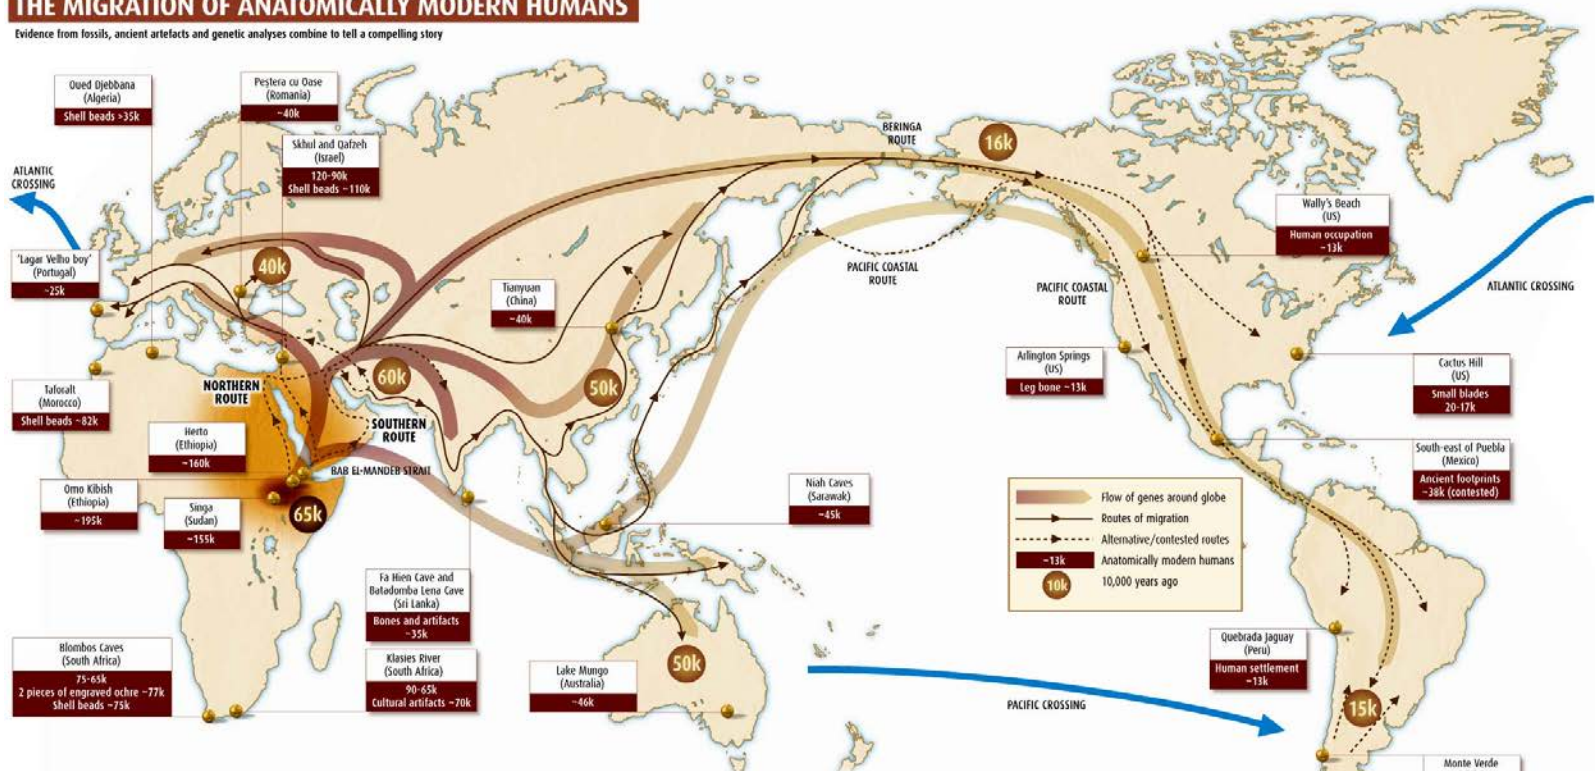 THE MIGRATION OF ANATOMICALLY MODERN HUMANS
Evidence from fossils, ancient artefacts and genetic analyses combine to tell a compelling story
Oued Djebbana
(Algeria)
Shell beads >35k
Peştera cu Oase
(Romania)
~40k
Skhul and Qafzeh
(Israel)
120-90k
Shell beads ~110k
ATLANTIC
CROSSING
'Lagar Velho boy'
(Portugal)
~25k
40k
BERINGA
ROUTE
16k
Wally's Beach
(US)
Human occupation
~13k
PACIFIC COASTAL
ROUTE
PACIFIC COASTAL
ROUTE
ATLANTIC CROSSING
Tianyuan
(China)
~40k
Arlington Springs
(US)
Leg bone ~13k
Cactus Hill
(US)
Small blades
20-17k
Taforalt
(Morocco)
Shell beads ~82k
NORTHERN
ROUTE
60k
50k
SOUTHERN
ROUTE
Herto
(Ethiopia)
~160k
BAB EL-MANDEB STRAIT
South-east of Puebla
(Mexico)
Ancient footprints
~38k (contested)
Omo Kibish
(Ethiopia)
~195k
Singa
(Sudan)
~155k
65k
Niah Caves
(Sarawak)
~45k
Flow of genes around globe
Routes of migration
Alternative/contested routes
~13k
Anatomically modern humans
10k
10,000 years ago
Fa Hien Cave and
Batadomba Lena Cave
(Sri Lanka)
Bones and artifacts
~35k
Blombos Caves
(South Africa)
75-65k
2 pieces of engraved ochre ~77k
Shell beads ~75k
Klasies River
(South Africa)
90-65k
Cultural artifacts ~70k
Lake Mungo
(Australia)
~46k
50k
PACIFIC CROSSING
Quebrada Jaguay
(Peru)
Human settlement
~13k
15k
Monte Verde